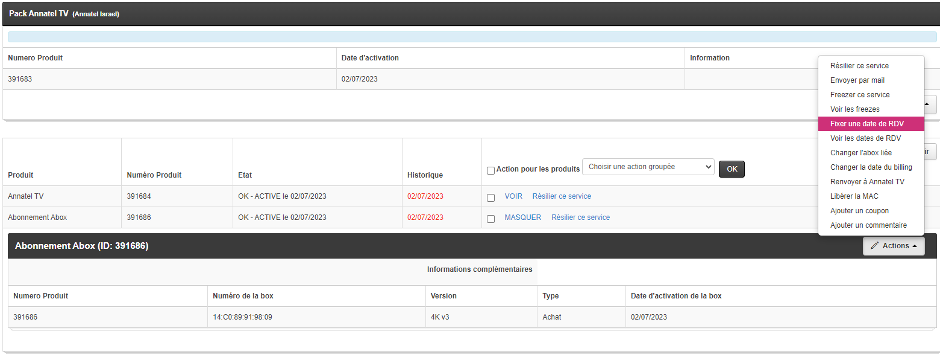 Pack Annatel TV (Annatel Israel)
Numero Produit Date d'activation Information
391683 02/07/2023
Résilier ce service
Envoyer par mail
Freezer ce service
Voir les freezes
Fixer une date de RDV
Voir les dates de RDV
Changer l'abox liée
Changer la date du billing
Renvoyer à Annatel TV
Libérer la MAC
Ajouter un coupon
Ajouter un commentaire
Produit Numéro Produit Etat Historique Action pour les produits Choisir une action groupée OK
Annatel TV 391684 OK - ACTIVE le 02/07/2023 02/07/2023 VOIR Résilier ce service
Abonnement Abox 391686 OK - ACTIVE le 02/07/2023 02/07/2023 MASQUER Résilier ce service
Abonnement Abox (ID: 391686) Actions
Informations complémentaires
Numero Produit Numéro de la box Version Type Date d'activation de la box
391686 14:C0:89:91:98:09 4K v3 Achat 02/07/2023